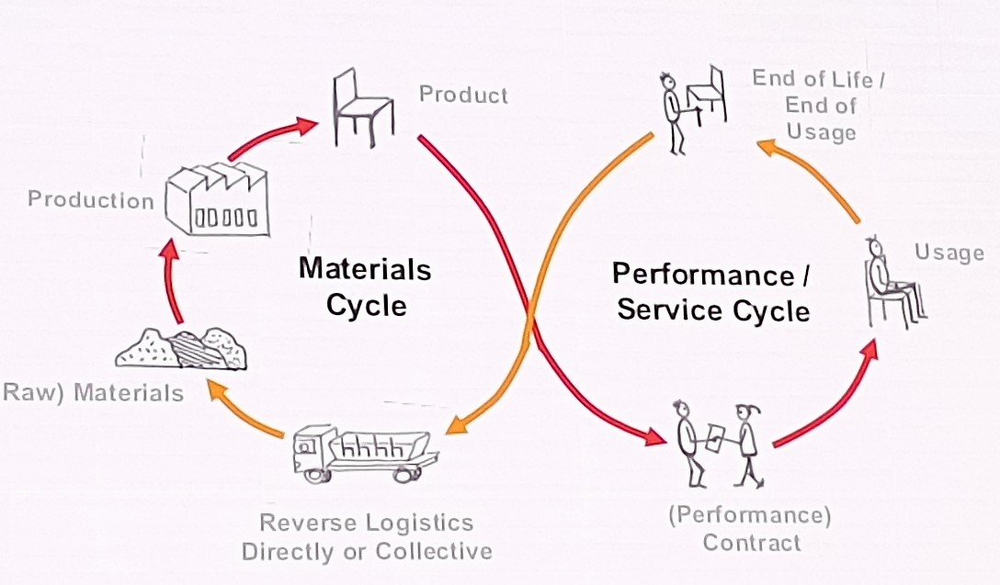 Product
End of Life /
End of
Usage
Production
Usage
Materials
Cycle
Performance /
Service Cycle
Raw) Materials
Reverse Logistics
Directly or Collective
(Performance)
Contract